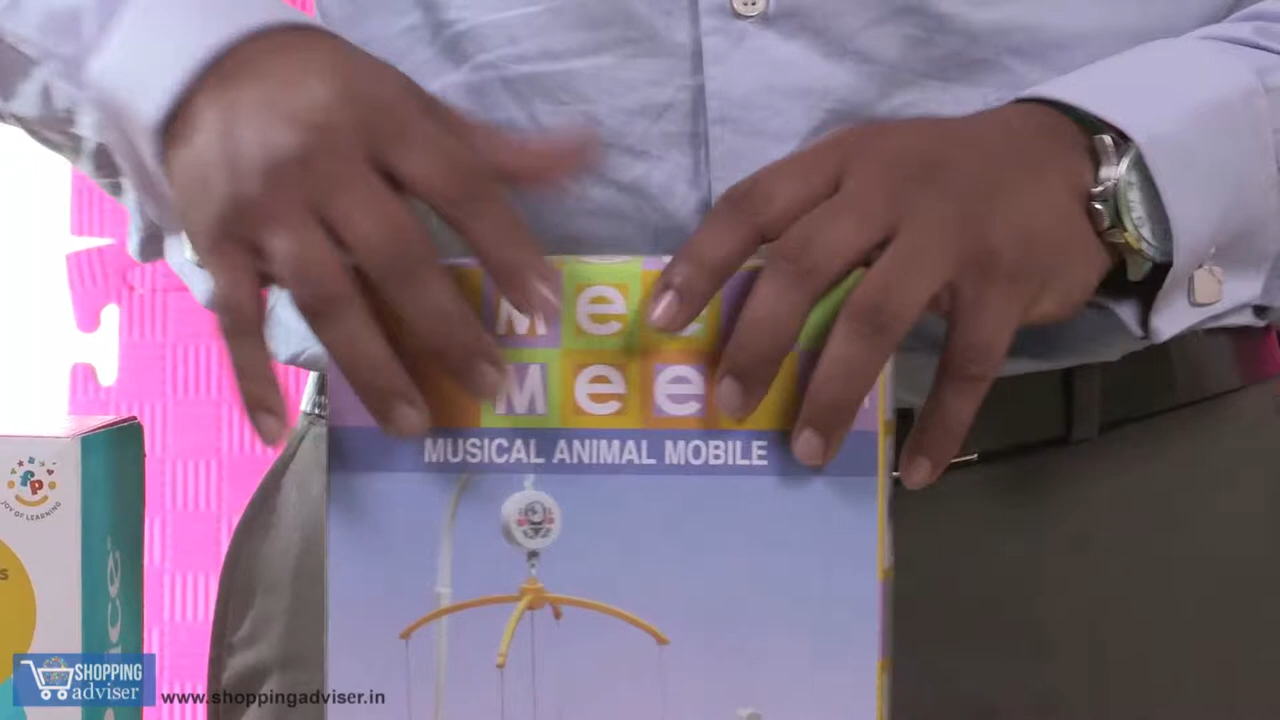 Mee
Mee
MUSICAL ANIMAL MOBILE
fp
JOY OF LEARNING
SHOPPING
adviser
www.shoppingadviser.in